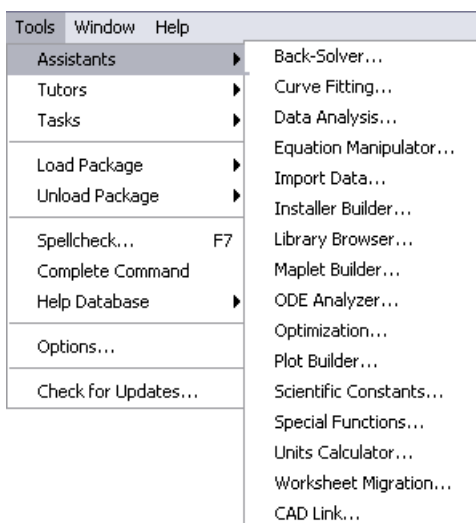 Tools Window Help
Assistants
Tutors
Tasks
Load Package
Unload Package
Spellcheck... F7
Complete Command
Help Database
Options...
Check for Updates...
Back-Solver...
Curve Fitting...
Data Analysis...
Equation Manipulator...
Import Data...
Installer Builder...
Library Browser...
Maplet Builder...
ODE Analyzer...
Optimization...
Plot Builder...
Scientific Constants...
Special Functions...
Units Calculator...
Worksheet Migration...
CAD Link...